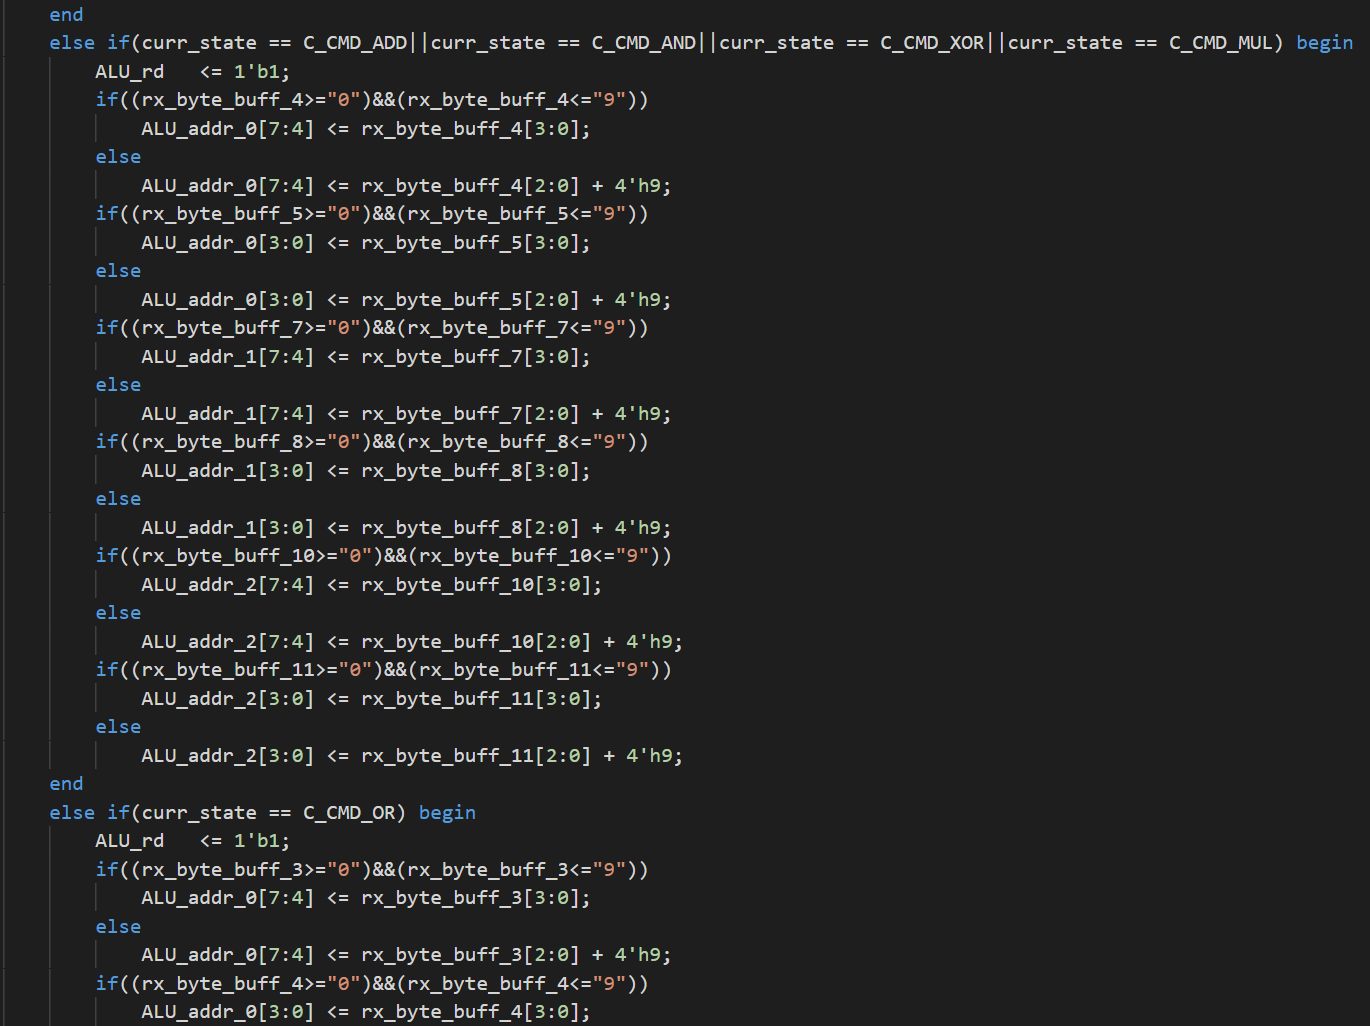 end
else if(curr_state == C_CMD_ADD||curr_state == C_CMD_AND||curr_state == C_CMD_XOR||curr_state == C_CMD_MUL) begin
    ALU_rd   <= 1'b1;
    if((rx_byte_buff_4>="0")&&(rx_byte_buff_4<="9"))
        ALU_addr_0[7:4] <= rx_byte_buff_4[3:0];
    else
        ALU_addr_0[7:4] <= rx_byte_buff_4[2:0] + 4'h9;
    if((rx_byte_buff_5>="0")&&(rx_byte_buff_5<="9"))
        ALU_addr_0[3:0] <= rx_byte_buff_5[3:0];
    else
        ALU_addr_0[3:0] <= rx_byte_buff_5[2:0] + 4'h9;
    if((rx_byte_buff_7>="0")&&(rx_byte_buff_7<="9"))
        ALU_addr_1[7:4] <= rx_byte_buff_7[3:0];
    else
        ALU_addr_1[7:4] <= rx_byte_buff_7[2:0] + 4'h9;
    if((rx_byte_buff_8>="0")&&(rx_byte_buff_8<="9"))
        ALU_addr_1[3:0] <= rx_byte_buff_8[3:0];
    else
        ALU_addr_1[3:0] <= rx_byte_buff_8[2:0] + 4'h9;
    if((rx_byte_buff_10>="0")&&(rx_byte_buff_10<="9"))
        ALU_addr_2[7:4] <= rx_byte_buff_10[3:0];
    else
        ALU_addr_2[7:4] <= rx_byte_buff_10[2:0] + 4'h9;
    if((rx_byte_buff_11>="0")&&(rx_byte_buff_11<="9"))
        ALU_addr_2[3:0] <= rx_byte_buff_11[3:0];
    else
        ALU_addr_2[3:0] <= rx_byte_buff_11[2:0] + 4'h9;
end
else if(curr_state == C_CMD_OR) begin
    ALU_rd   <= 1'b1;
    if((rx_byte_buff_3>="0")&&(rx_byte_buff_3<="9"))
        ALU_addr_0[7:4] <= rx_byte_buff_3[3:0];
    else
        ALU_addr_0[7:4] <= rx_byte_buff_3[2:0] + 4'h9;
    if((rx_byte_buff_4>="0")&&(rx_byte_buff_4<="9"))
        ALU_addr_0[3:0] <= rx_byte_buff_4[3:0];